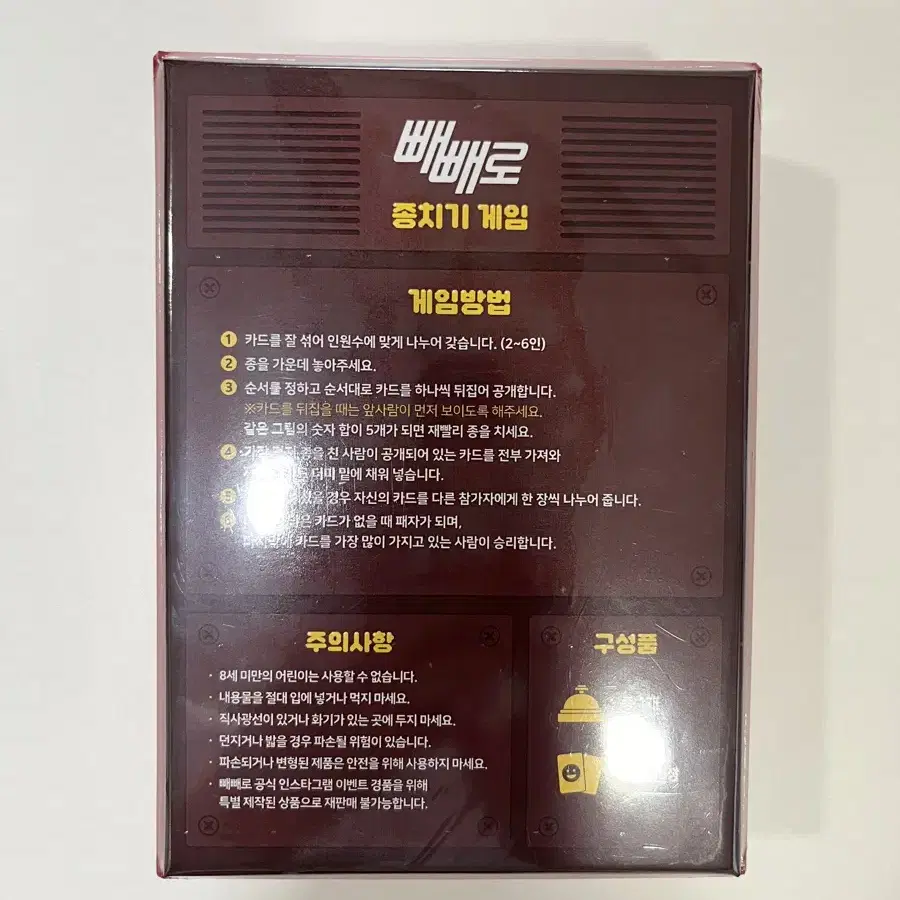 빼빼로
종치기 게임
게임방법
1 카드를 잘 섞어 인원수에 맞게 나누어 갖습니다. (2~6인)
2 종을 가운데 놓아주세요.
3 순서를 정하고 순서대로 카드를 하나씩 뒤집어 공개합니다.
※카드를 뒤집을 때는 앞사람이 먼저 보이도록 해주세요.
같은 그림의 숫자 합이 5개가 되면 재빨리 종을 치세요.
4 가장 먼저 종을 친 사람이 공개되어 있는 카드를 전부 가져와
더미 밑에 채워 넣습니다.
5 경우 자신의 카드를 다른 참가자에게 한 장씩 나누어 줍니다.
카드가 없을 때 패자가 되며,
마지막에 카드를 가장 많이 가지고 있는 사람이 승리합니다.
주의사항
· 8세 미만의 어린이는 사용할 수 없습니다.
· 내용물을 절대 입에 넣거나 먹지 마세요.
· 직사광선이 있거나 화기가 있는 곳에 두지 마세요.
· 던지거나 밟을 경우 파손될 위험이 있습니다.
· 파손되거나 변형된 제품은 안전을 위해 사용하지 마세요.
· 빼빼로 공식 인스타그램 이벤트 경품을 위해
특별 제작된 상품으로 재판매 불가능합니다.
구성품